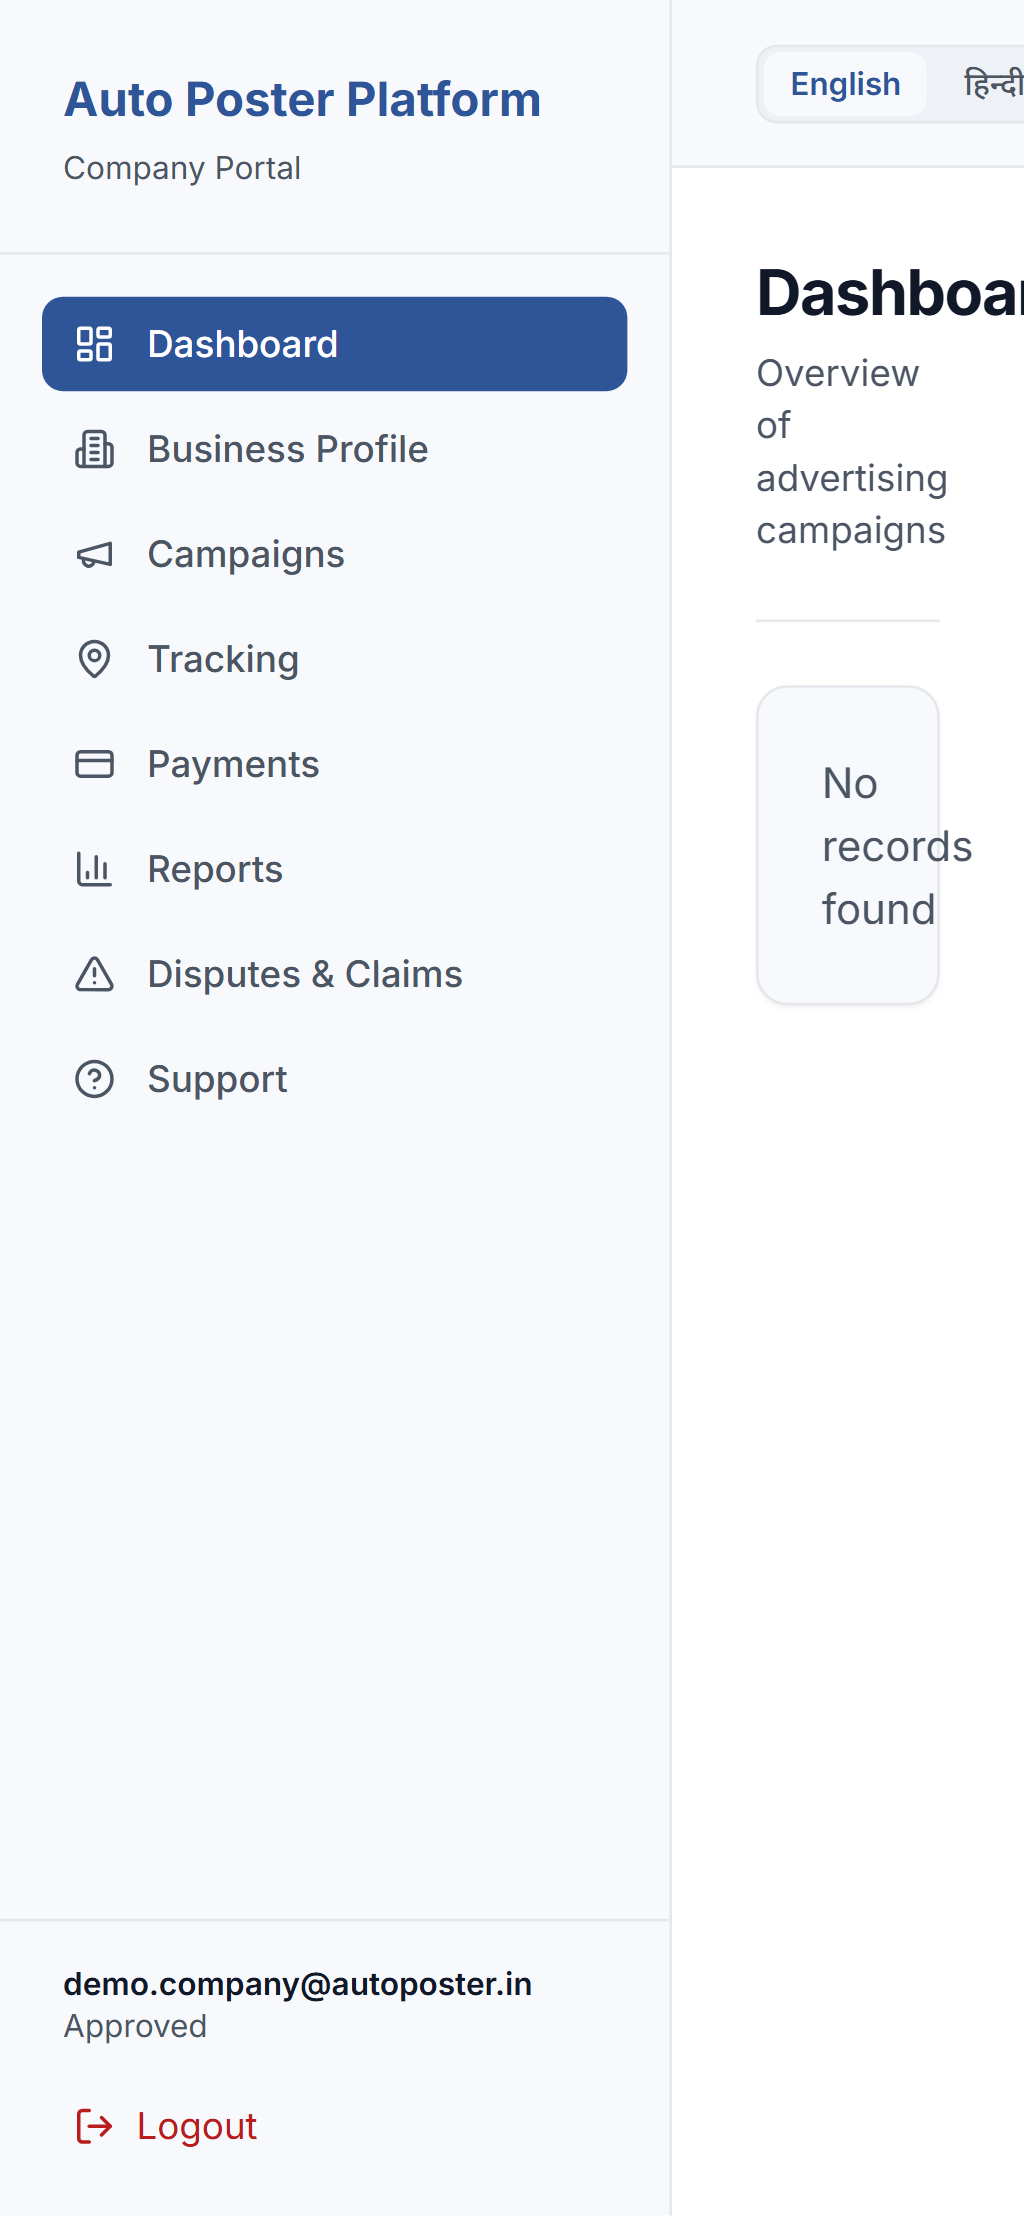 Auto Poster Platform
Company Portal
Dashboard
Business Profile
Campaigns
Tracking
Payments
Reports
Disputes & Claims
Support
demo.company@autoposter.in
Approved
Logout
English
हिन्दी
Dashboar
Overview
of
advertising
campaigns
No
records
found